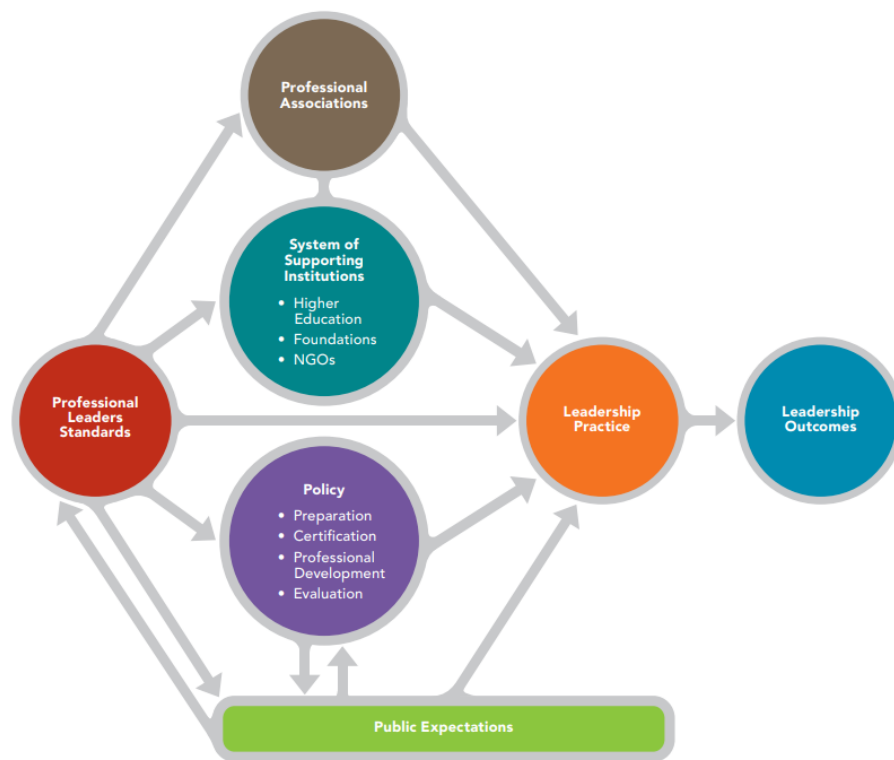 Professional
Associations
System of
Supporting
Institutions
• Higher
Education
• Foundations
• NGOs
Professional
Leaders
Standards
Leadership
Practice
Leadership
Outcomes
Policy
• Preparation
• Certification
• Professional
Development
• Evaluation
Public Expectations